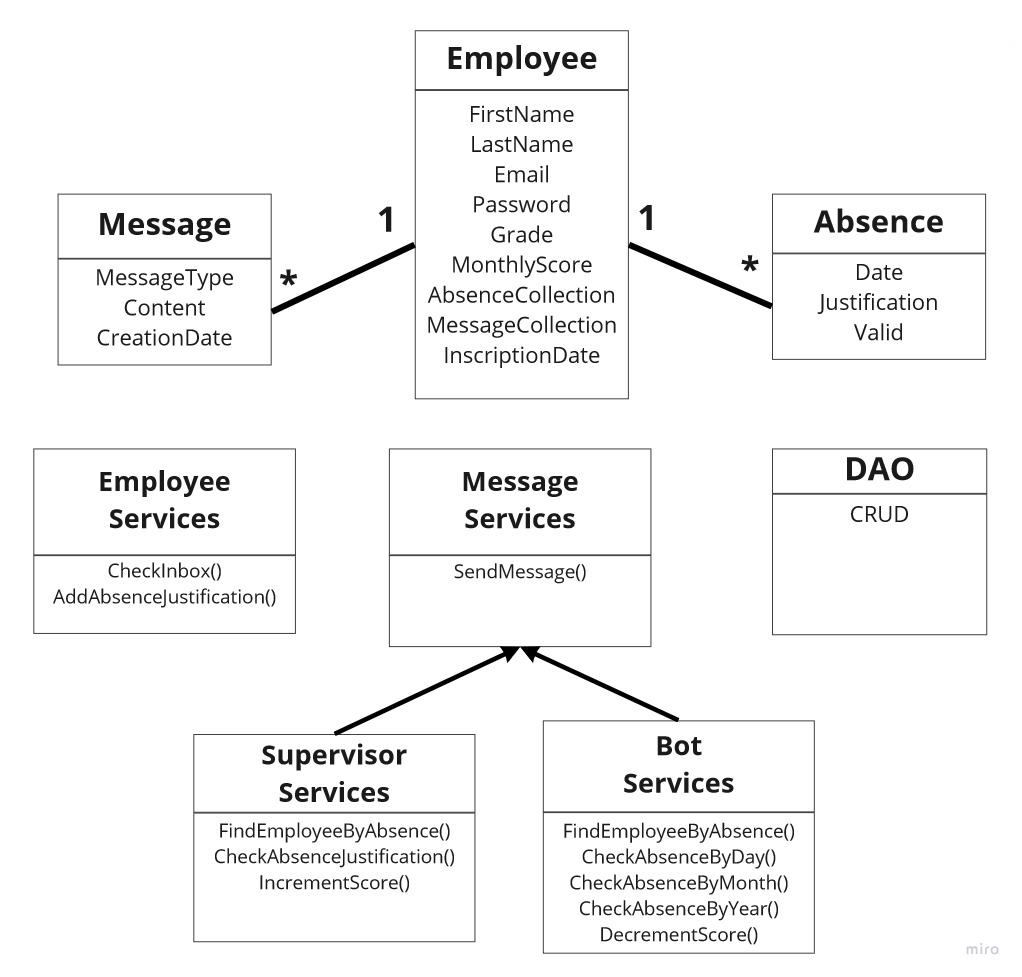 Employee
FirstName
LastName
Email
Password
Grade
MonthlyScore
AbsenceCollection
MessageCollection
InscriptionDate
Message
MessageType
Content
CreationDate
1
*
1
*
Absence
Date
Justification
Valid
Employee
Services
CheckInbox()
AddAbsenceJustification()
Message
Services
SendMessage()
DAO
CRUD
Supervisor
Services
FindEmployeeByAbsence()
CheckAbsenceJustification()
IncrementScore()
Bot
Services
FindEmployeeByAbsence()
CheckAbsenceByDay()
CheckAbsenceByMonth()
CheckAbsenceByYear()
DecrementScore()
miro